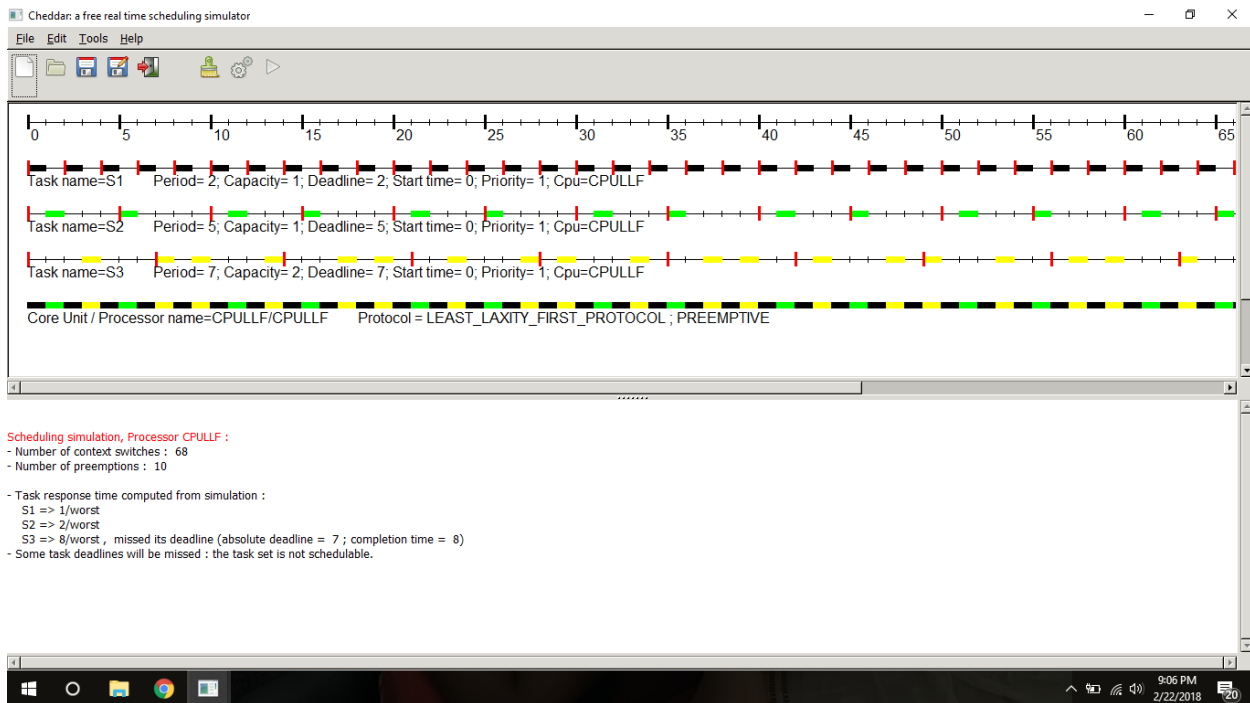 Cheddar: a free real time scheduling simulator
File Edit Tools Help
0 5 10 15 20 25 30 35 40 45 50 55 60 65
Task name=S1 Period= 2; Capacity= 1; Deadline= 2; Start time= 0; Priority= 1; Cpu=CPULLF
Task name=S2 Period= 5; Capacity= 1; Deadline= 5; Start time= 0; Priority= 1; Cpu=CPULLF
Task name=S3 Period= 7; Capacity= 2; Deadline= 7; Start time= 0; Priority= 1; Cpu=CPULLF
Core Unit / Processor name=CPULLF/CPULLF Protocol = LEAST_LAXITY_FIRST_PROTOCOL ; PREEMPTIVE
Scheduling simulation, Processor CPULLF :
- Number of context switches : 68
- Number of preemptions : 10
- Task response time computed from simulation :
S1 => 1/worst
S2 => 2/worst
S3 => 8/worst , missed its deadline (absolute deadline = 7 ; completion time = 8)
- Some task deadlines will be missed : the task set is not schedulable.
9:06 PM
2/22/2018
20